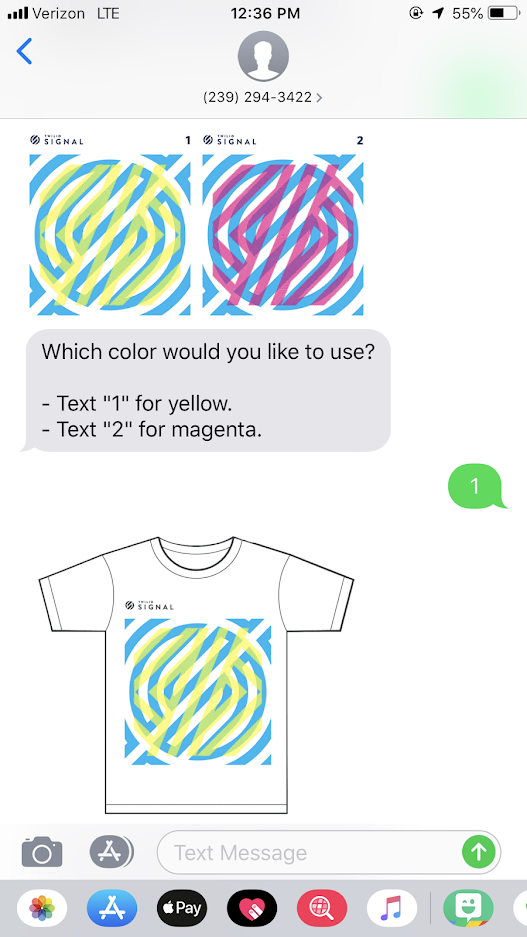 Verizon LTE 12:36 PM 55%
(239) 294-3422 >
TWILIO
SIGNAL
1
TWILIO
SIGNAL
2
Which color would you like to use?
- Text "1" for yellow.
- Text "2" for magenta.
1
TWILIO
SIGNAL
Text Message
Pay